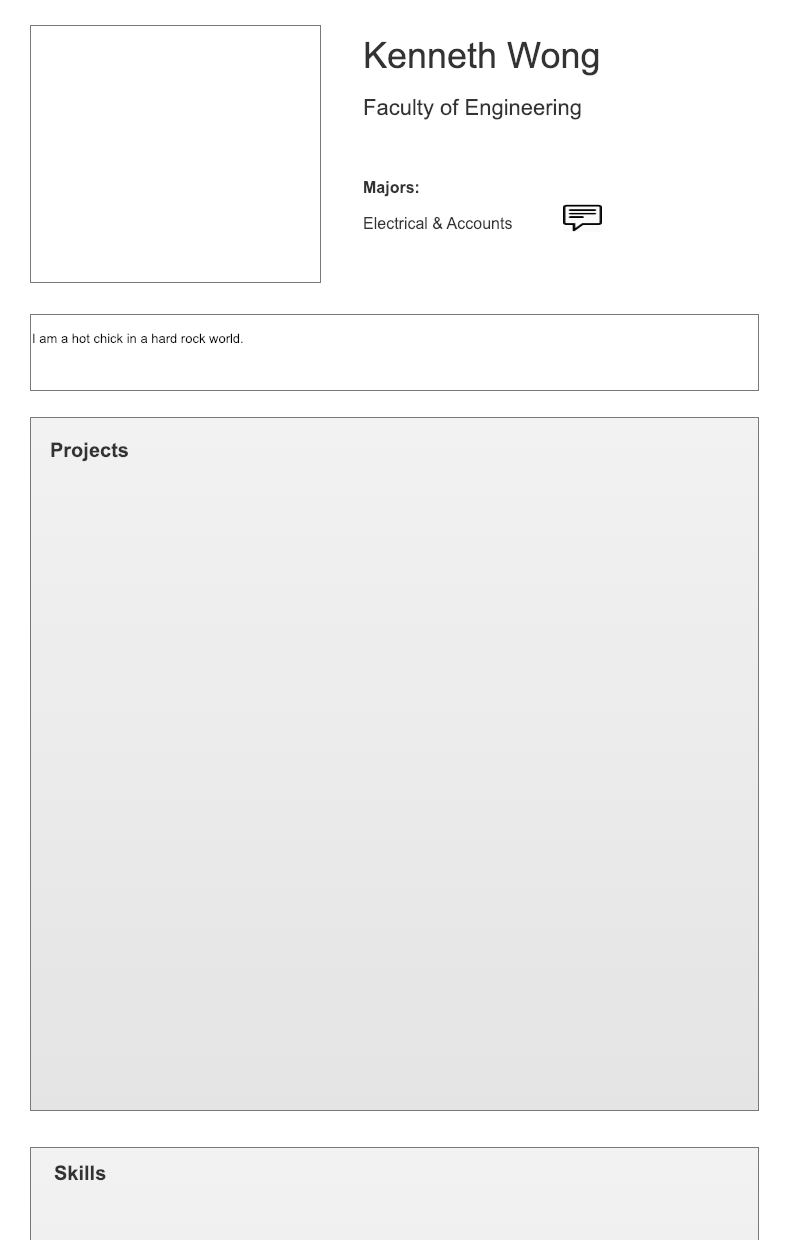 Kenneth Wong
Faculty of Engineering
Majors:
Electrical & Accounts
I am a hot chick in a hard rock world.
Projects
Skills